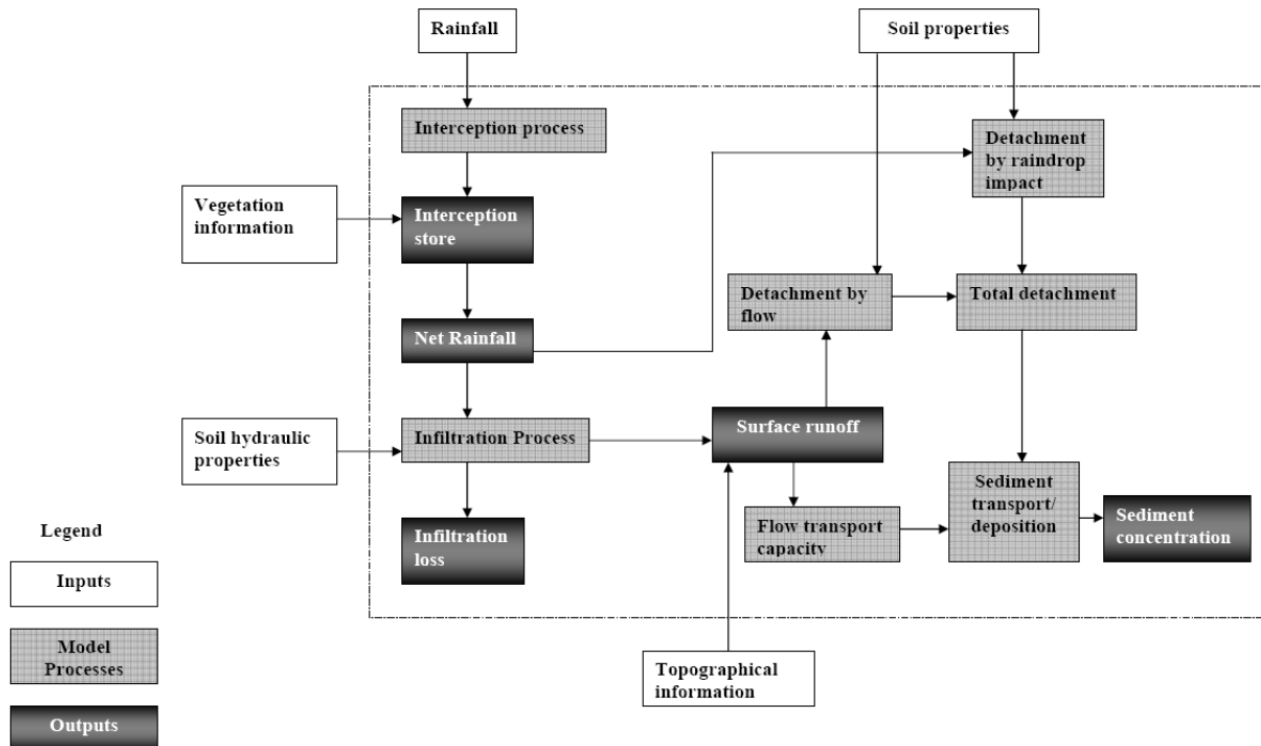 Rainfall
Soil properties
Interception process
Detachment
by raindrop
impact
Vegetation
information
Interception
store
Detachment by
flow
Total detachment
Net Rainfall
Soil hydraulic
properties
Infiltration Process
Surface runoff
Sediment
transport/
deposition
Flow transport
capacity
Sediment
concentration
Infiltration
loss
Legend
Inputs
Model
Processes
Outputs
Topographical
information